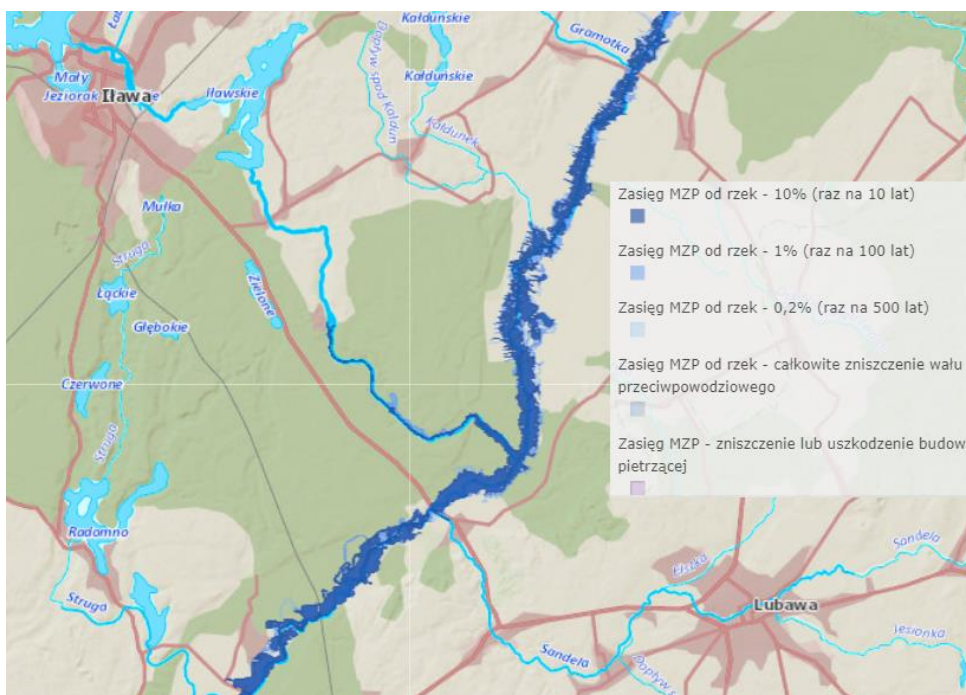 Kałduńskie
Gramotka
Mały
Jeziorak
Iława
Iławskie
Dopływ spod Kałdun
Kałduńskie
Kałdunek
Mułka
Struga
Łąckie
Zielone
Głębokie
Czerwone
Struga
Radomno
Struga
Zasięg MZP od rzek - 10% (raz na 10 lat)
Zasięg MZP od rzek - 1% (raz na 100 lat)
Zasięg MZP od rzek - 0,2% (raz na 500 lat)
Zasięg MZP od rzek - całkowite zniszczenie wału
przeciwpowodziowego
Zasięg MZP - zniszczenie lub uszkodzenie budow
pietrzącej
Elszka
Sandela
Lubawa
Jesionka
Sandela